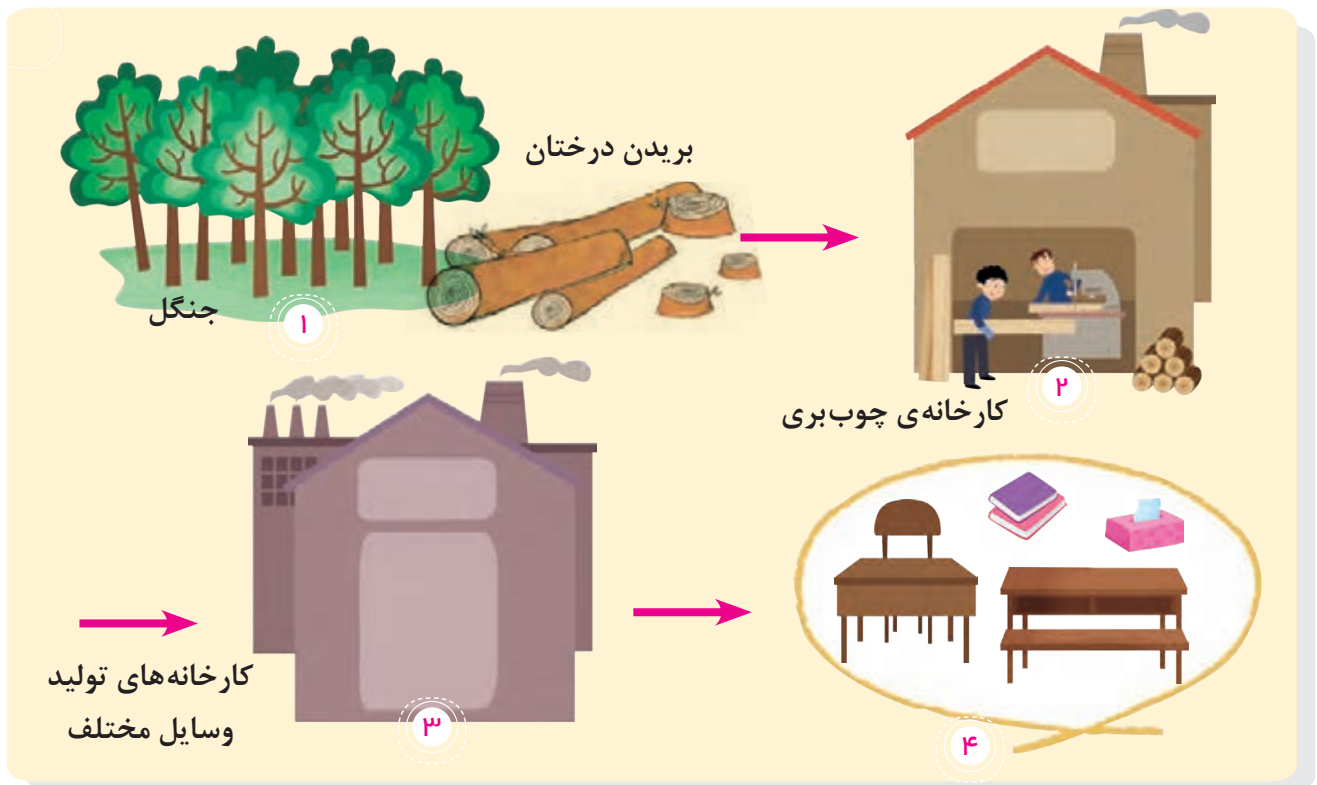 بریدن درختان
جنگل
۱
۲
کارخانه‌ی چوب‌بری
کارخانه‌های تولید
وسایل مختلف
۳
۴